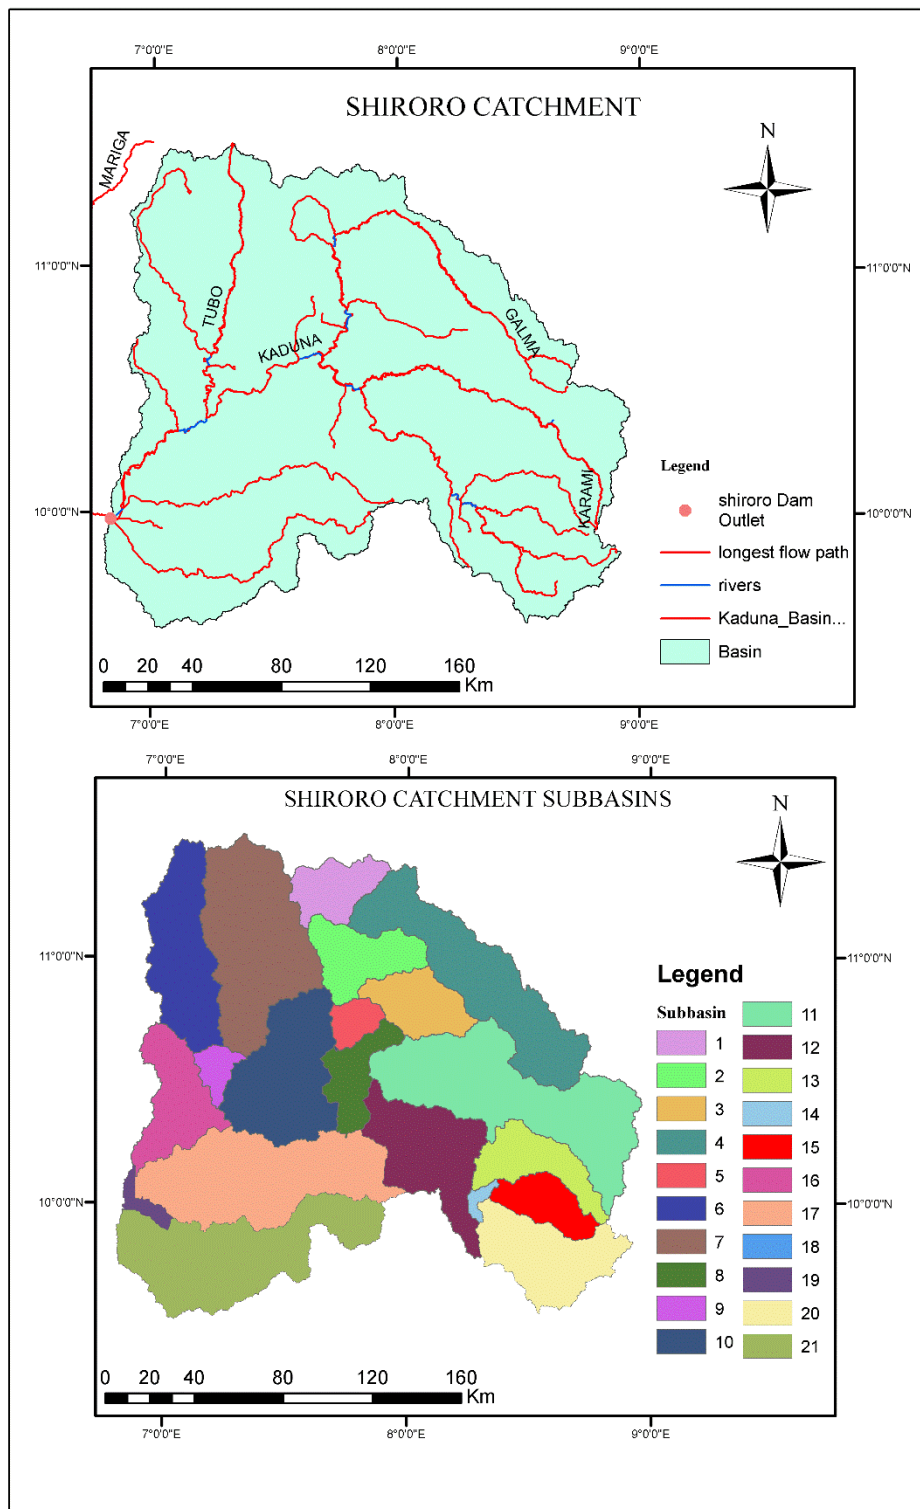 7°0'0"E 8°0'0"E 9°0'0"E
SHIRORO CATCHMENT
N
MARIGA
11°0'0"N 11°0'0"N
TUBO
KADUNA
GALMA
KARAMI
10°0'0"N 10°0'0"N
Legend
shiroro Dam
Outlet
longest flow path
rivers
Kaduna_Basin...
Basin
0 20 40 80 120 160
Km
7°0'0"E 8°0'0"E 9°0'0"E
7°0'0"E 8°0'0"E 9°0'0"E
SHIRORO CATCHMENT SUBBASINS
N
11°0'0"N 11°0'0"N
Legend
Subbasin
1
2
3
4
5
6
7
8
9
10
11
12
13
14
15
16
17
18
19
20
21
10°0'0"N 10°0'0"N
0 20 40 80 120 160
Km
7°0'0"E 8°0'0"E 9°0'0"E